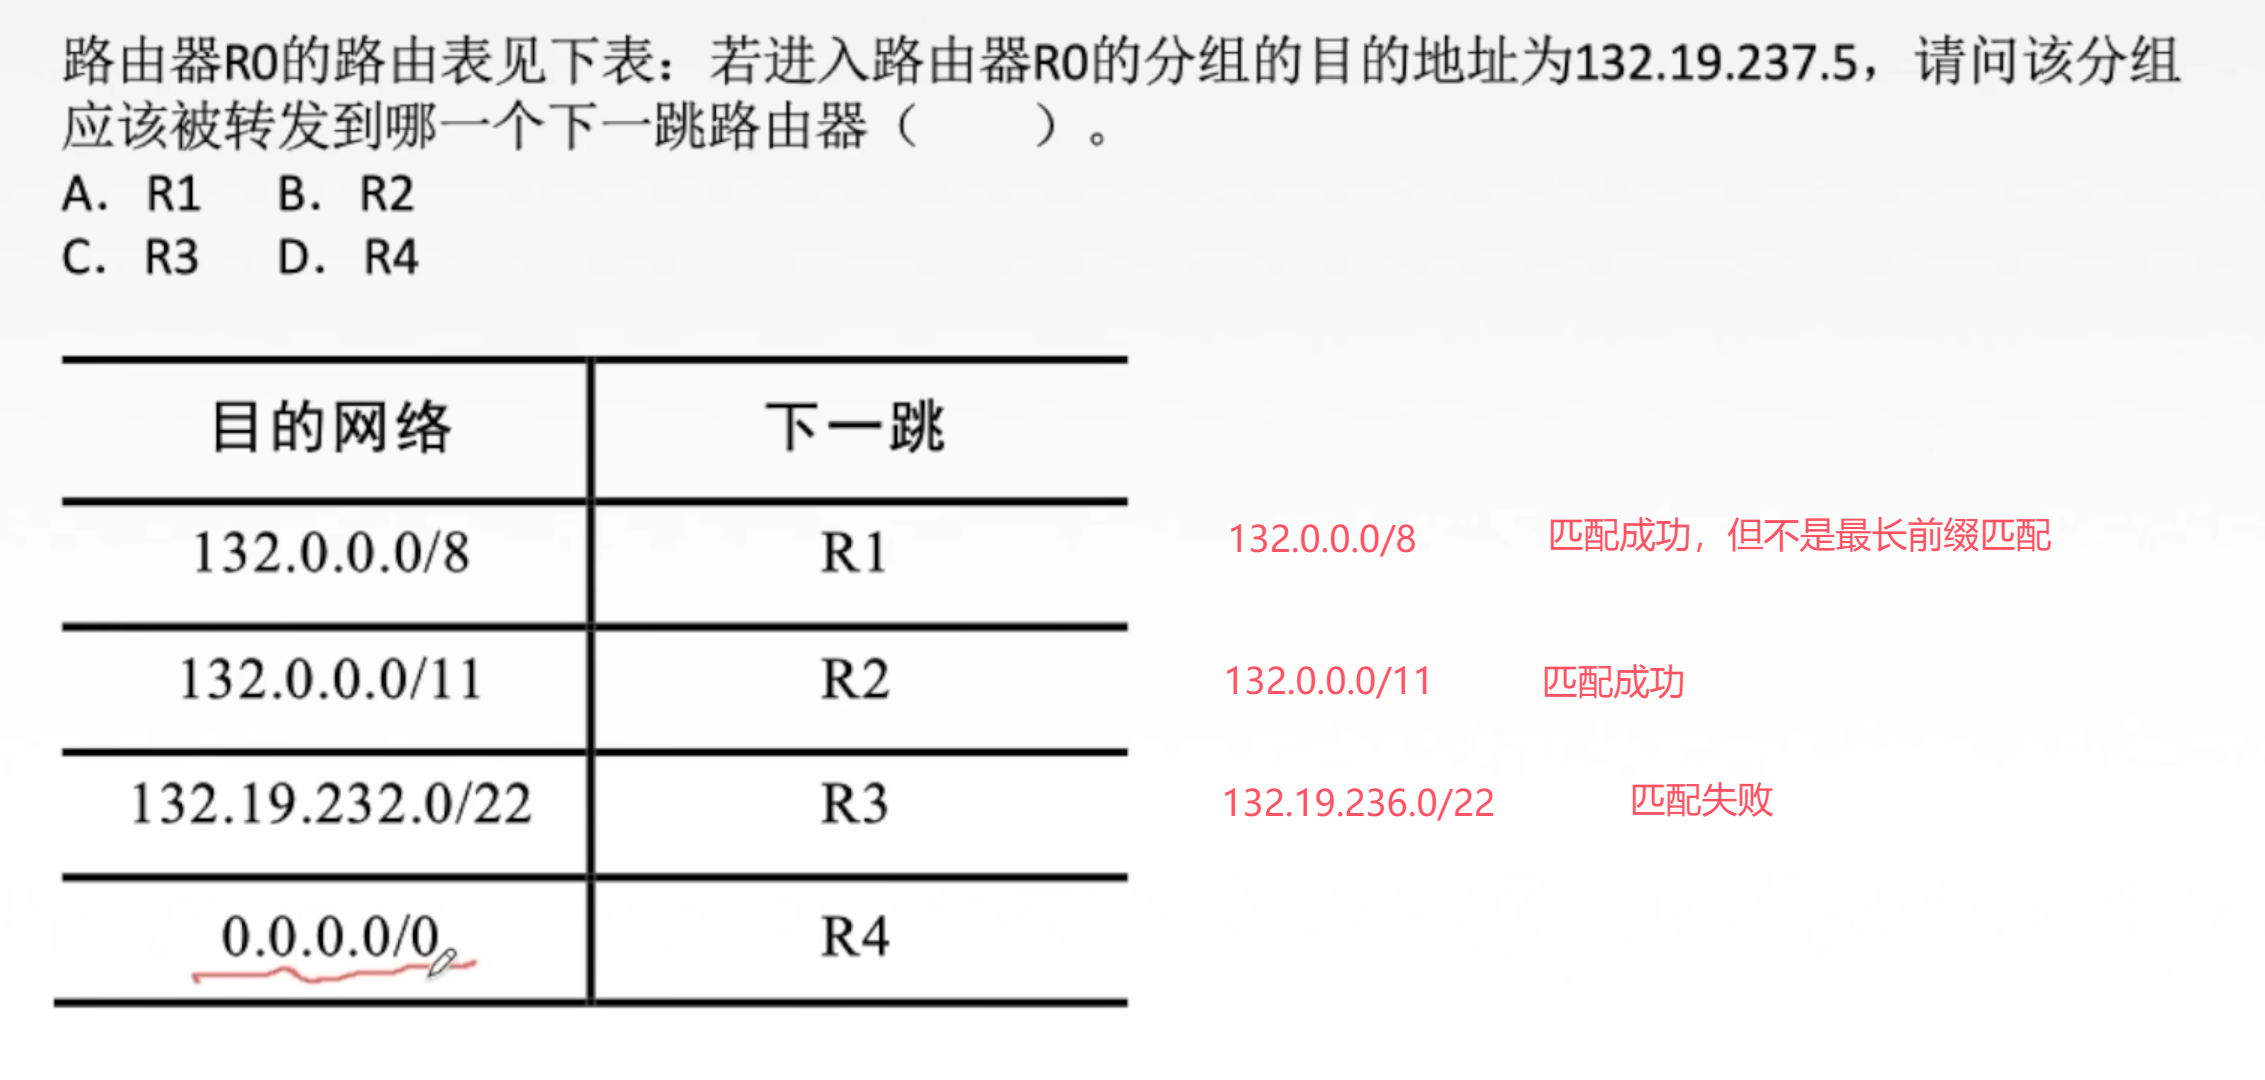 路由器R0的路由表见下表：若进入路由器R0的分组的目的地址为132.19.237.5，请问该分组
应该被转发到哪一个下一跳路由器（    ）。
A. R1 B. R2
C. R3 D. R4
目的网络 下一跳
132.0.0.0/8 R1 132.0.0.0/8 匹配成功，但不是最长前缀匹配
132.0.0.0/11 R2 132.0.0.0/11 匹配成功
132.19.232.0/22 R3 132.19.236.0/22 匹配失败
0.0.0.0/0 R4